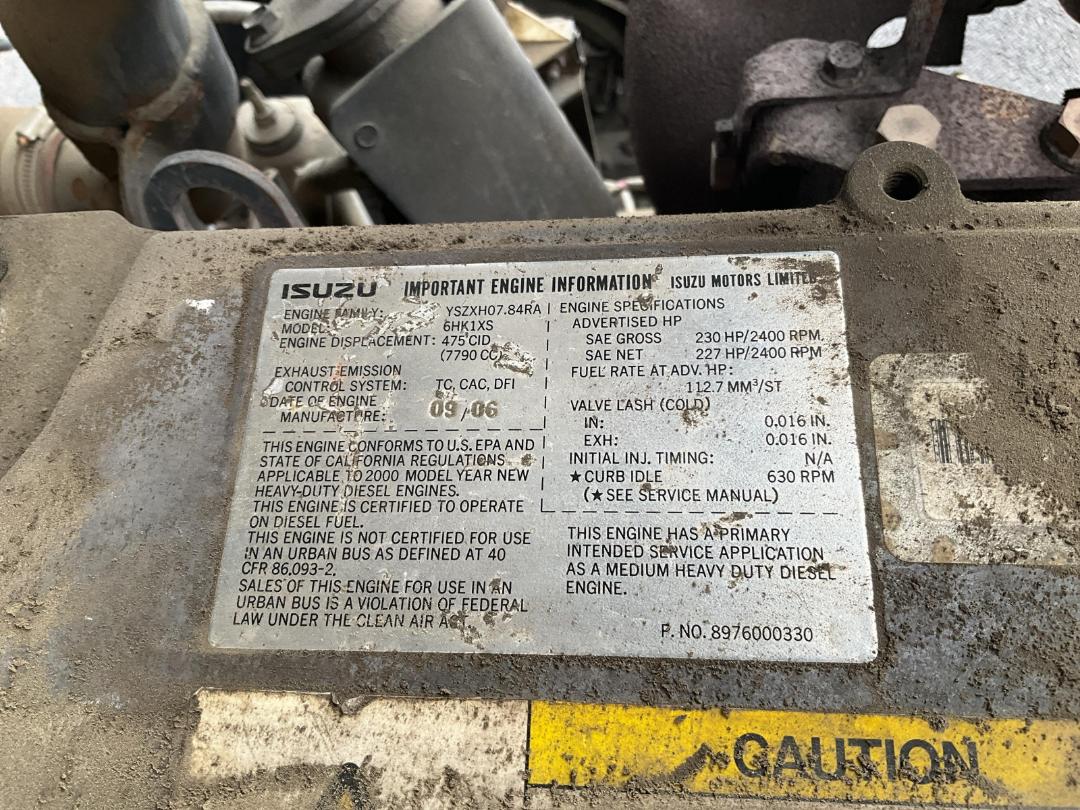 ISUZU IMPORTANT ENGINE INFORMATION ISUZU MOTORS LIMITED
ENGINE FAMILY: YSZXH07.84RA
MODEL: 6HK1XS
ENGINE DISPLACEMENT: 475 CID
(7790 CC)
EXHAUST EMISSION
CONTROL SYSTEM: TC, CAC, DFI
DATE OF ENGINE
MANUFACTURE: 09/06
THIS ENGINE CONFORMS TO U.S. EPA AND
STATE OF CALIFORNIA REGULATIONS
APPLICABLE TO 2000 MODEL YEAR NEW
HEAVY-DUTY DIESEL ENGINES.
THIS ENGINE IS CERTIFIED TO OPERATE
ON DIESEL FUEL.
THIS ENGINE IS NOT CERTIFIED FOR USE
IN AN URBAN BUS AS DEFINED AT 40
CFR 86.093-2.
SALES OF THIS ENGINE FOR USE IN AN
URBAN BUS IS A VIOLATION OF FEDERAL
LAW UNDER THE CLEAN AIR ACT.
ENGINE SPECIFICATIONS
ADVERTISED HP
SAE GROSS 230 HP/2400 RPM.
SAE NET 227 HP/2400 RPM
FUEL RATE AT ADV. HP:
112.7 MM³/ST
VALVE LASH (COLD)
IN: 0.016 IN.
EXH: 0.016 IN.
INITIAL INJ. TIMING: N/A
★CURB IDLE 630 RPM
(★SEE SERVICE MANUAL)
THIS ENGINE HAS A PRIMARY
INTENDED SERVICE APPLICATION
AS A MEDIUM HEAVY DUTY DIESEL
ENGINE.
P. NO. 8976000330
CAUTION